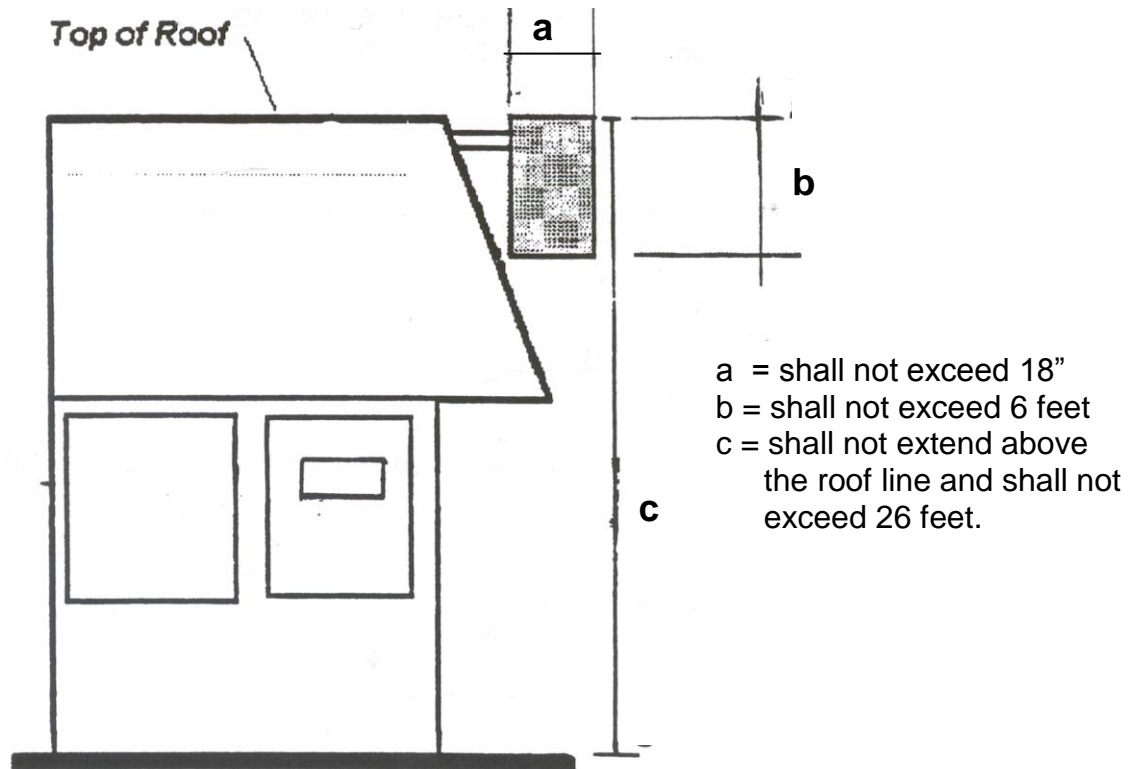 Top of Roof
a
b
a = shall not exceed 18”
b = shall not exceed 6 feet
c = shall not extend above
the roof line and shall not
exceed 26 feet.
c